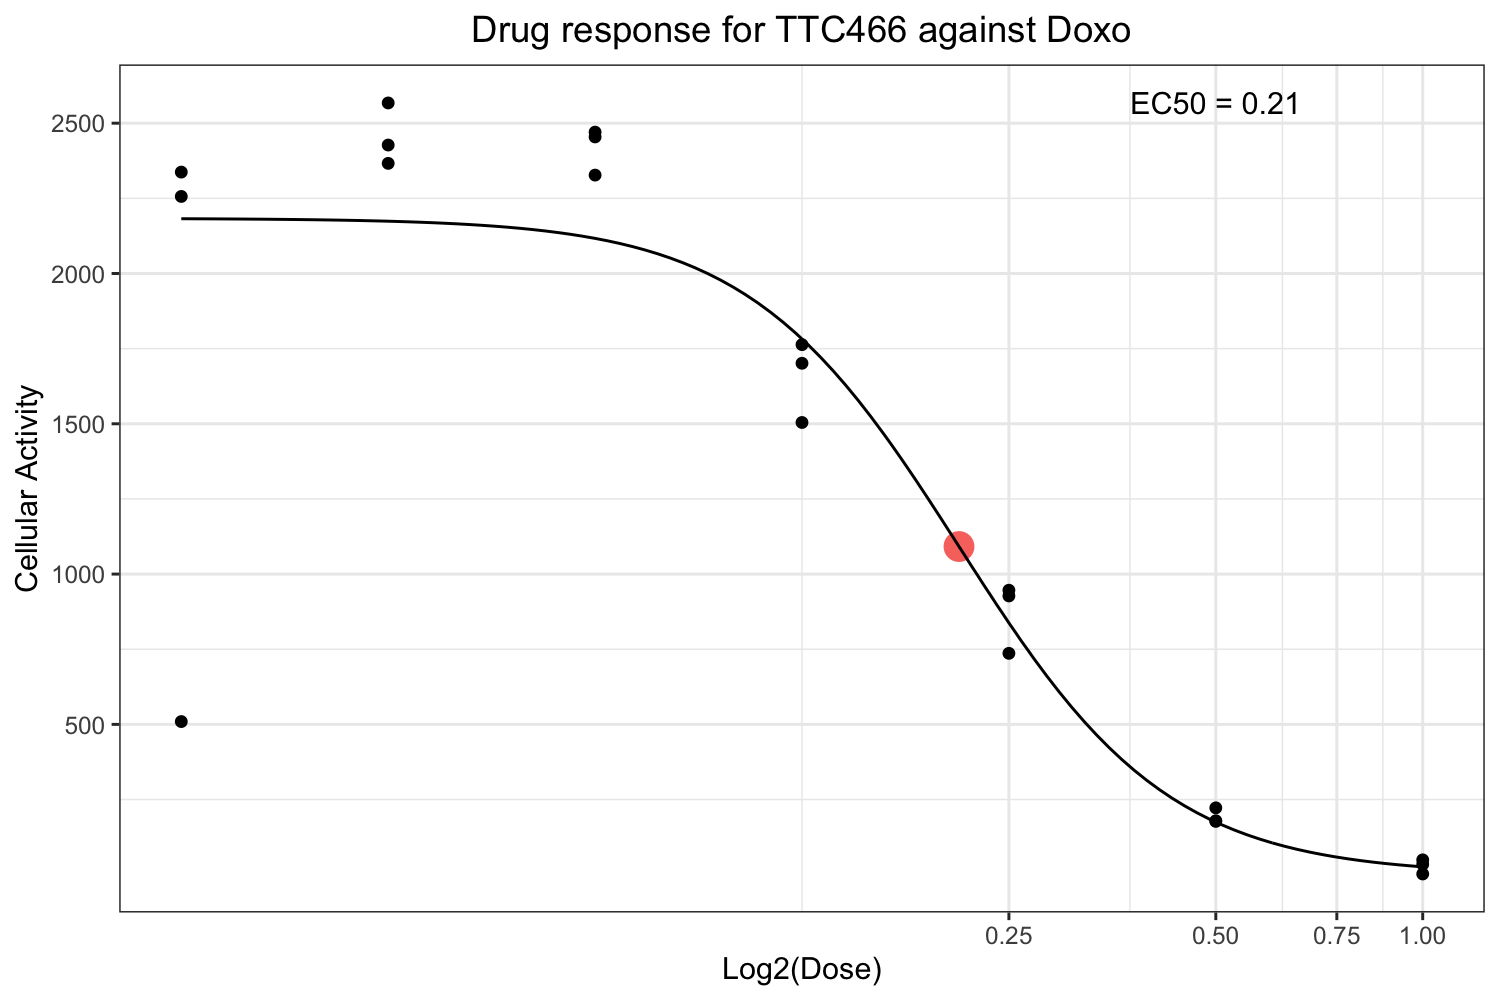 Drug response for TTC466 against Doxo
EC50 = 0.21
Cellular Activity
2500
2000
1500
1000
500
0.25 0.50 0.75 1.00
Log2(Dose)